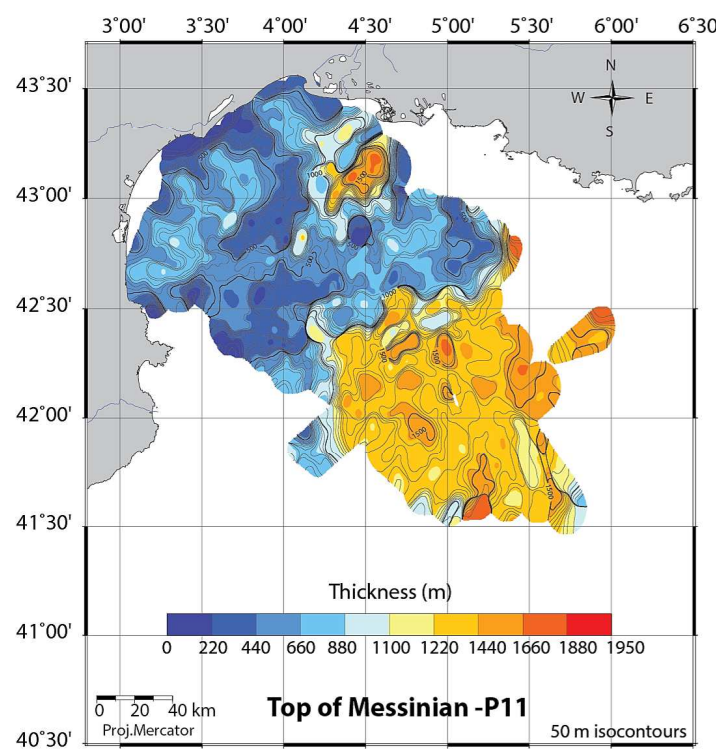 3°00' 3°30' 4°00' 4°30' 5°00' 5°30' 6°00' 6°30
43°30'
N
W E
S
1000
1500
43°00'
42°30'
1000
1500
1500
42°00'
1500
1500
41°30'
Thickness (m)
41°00'
0 220 440 660 880 1100 1220 1440 1660 1880 1950
0 20 40 km
Proj.Mercator
Top of Messinian -P11
50 m isocontours
40°30'